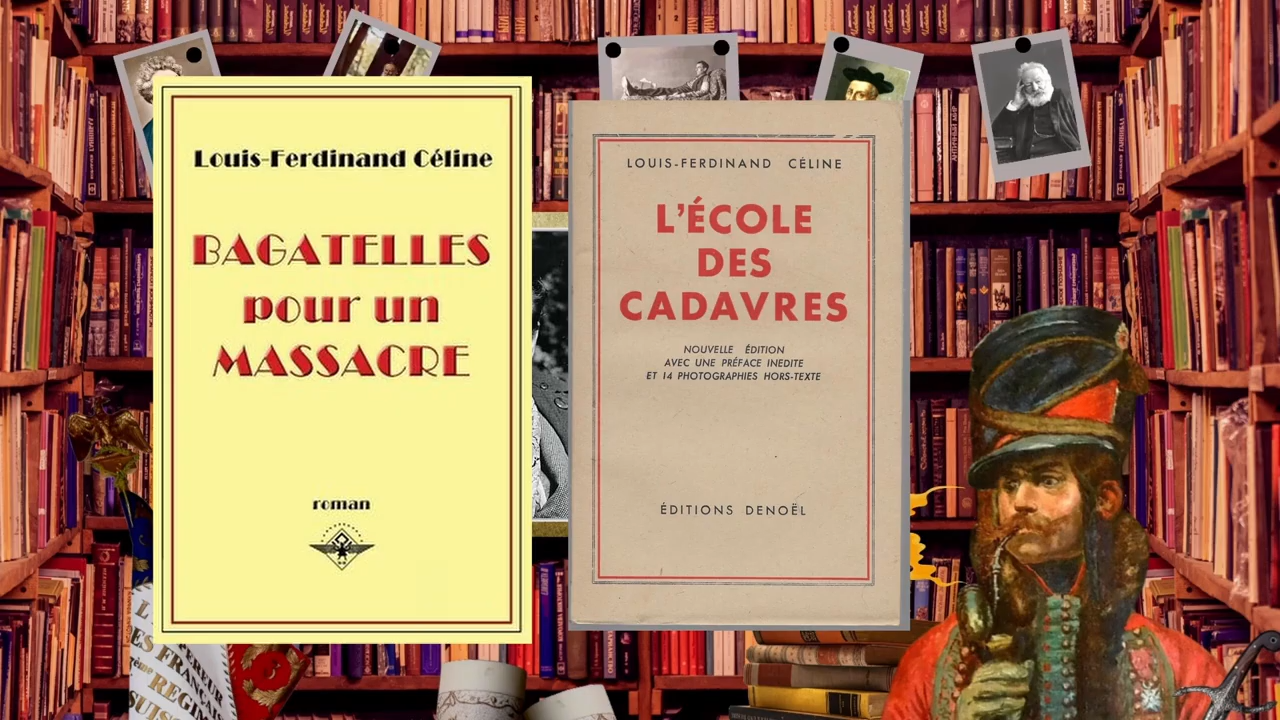 Louis-Ferdinand Céline
BAGATELLES
pour un
MASSACRE
roman
LOUIS-FERDINAND CÉLINE
L'ÉCOLE
DES
CADAVRES
NOUVELLE ÉDITION
AVEC UNE PRÉFACE INEDITE
ET 14 PHOTOGRAPHIES HORS-TEXTE
ÉDITIONS DENOËL